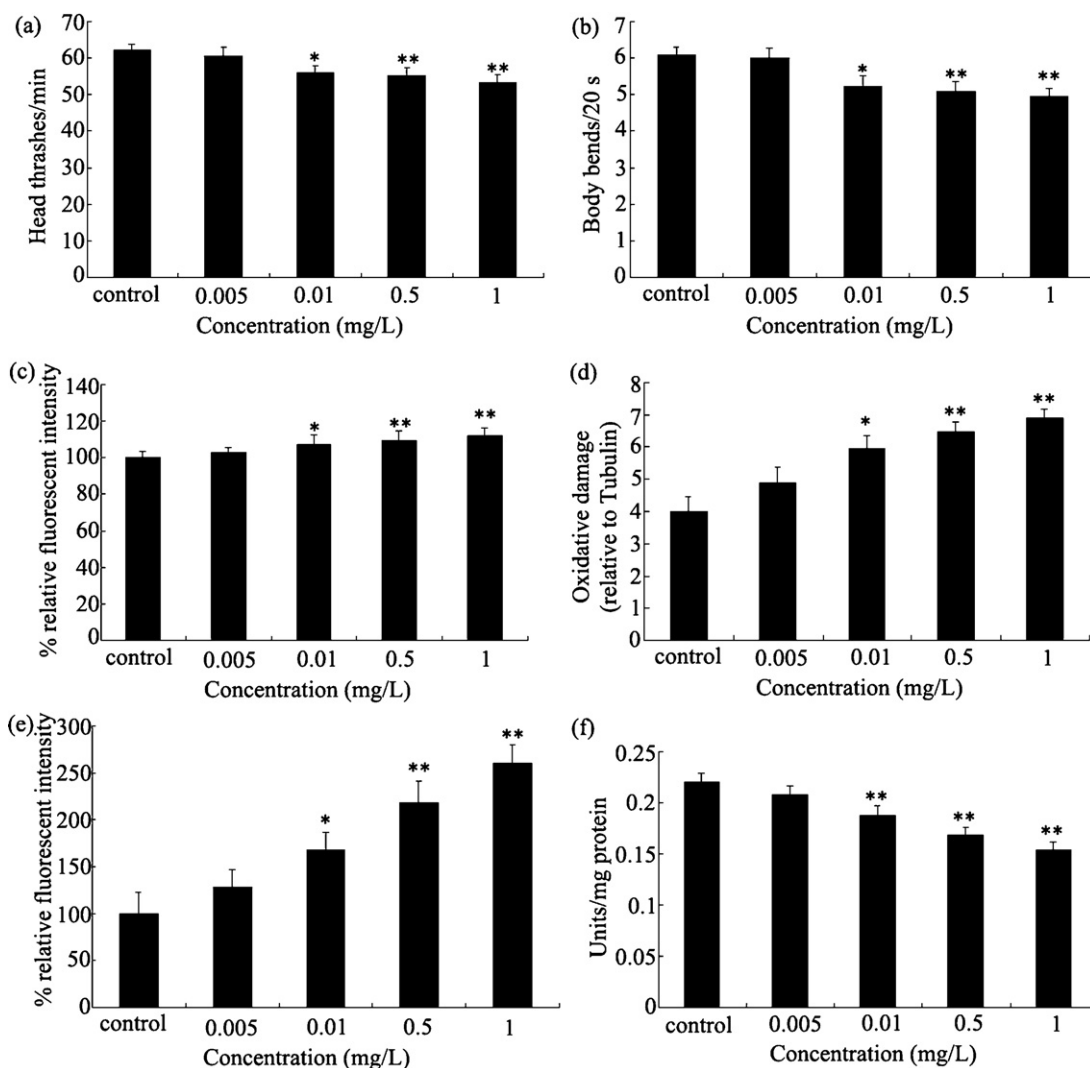 (a)
Head thrashes/min
70
60
50
40
30
20
10
0
*
**
**
control 0.005 0.01 0.5 1
Concentration (mg/L)
(b)
Body bends/20 s
7
6
5
4
3
2
1
0
*
**
**
control 0.005 0.01 0.5 1
Concentration (mg/L)
(c)
% relative fluorescent intensity
140
120
100
80
60
40
20
0
*
**
**
control 0.005 0.01 0.5 1
Concentration (mg/L)
(d)
Oxidative damage
(relative to Tubulin)
8
7
6
5
4
3
2
1
0
*
**
**
control 0.005 0.01 0.5 1
Concentration (mg/L)
(e)
% relative fluorescent intensity
300
250
200
150
100
50
0
*
**
**
control 0.005 0.01 0.5 1
Concentration (mg/L)
(f)
Units/mg protein
0.25
0.2
0.15
0.1
0.05
0
**
**
**
control 0.005 0.01 0.5 1
Concentration (mg/L)